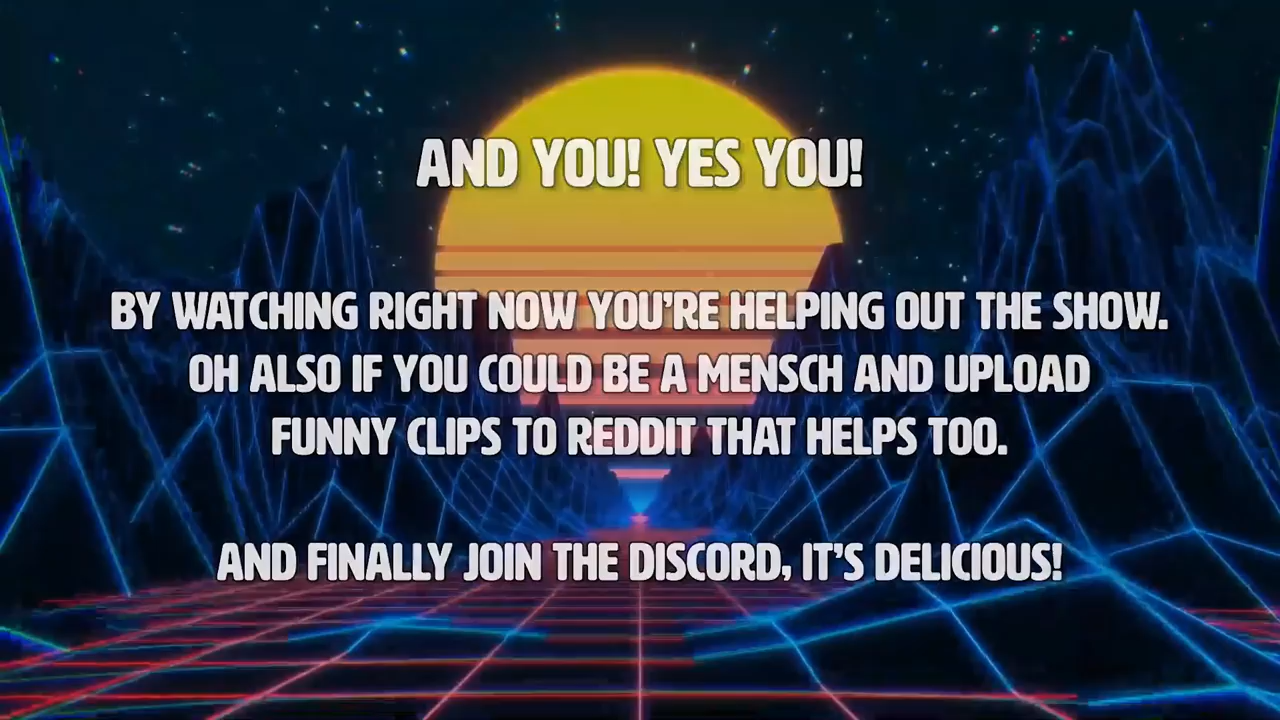 AND YOU! YES YOU!
BY WATCHING RIGHT NOW YOU'RE HELPING OUT THE SHOW.
OH ALSO IF YOU COULD BE A MENSCH AND UPLOAD
FUNNY CLIPS TO REDDIT THAT HELPS TOO.
AND FINALLY JOIN THE DISCORD, IT'S DELICIOUS!